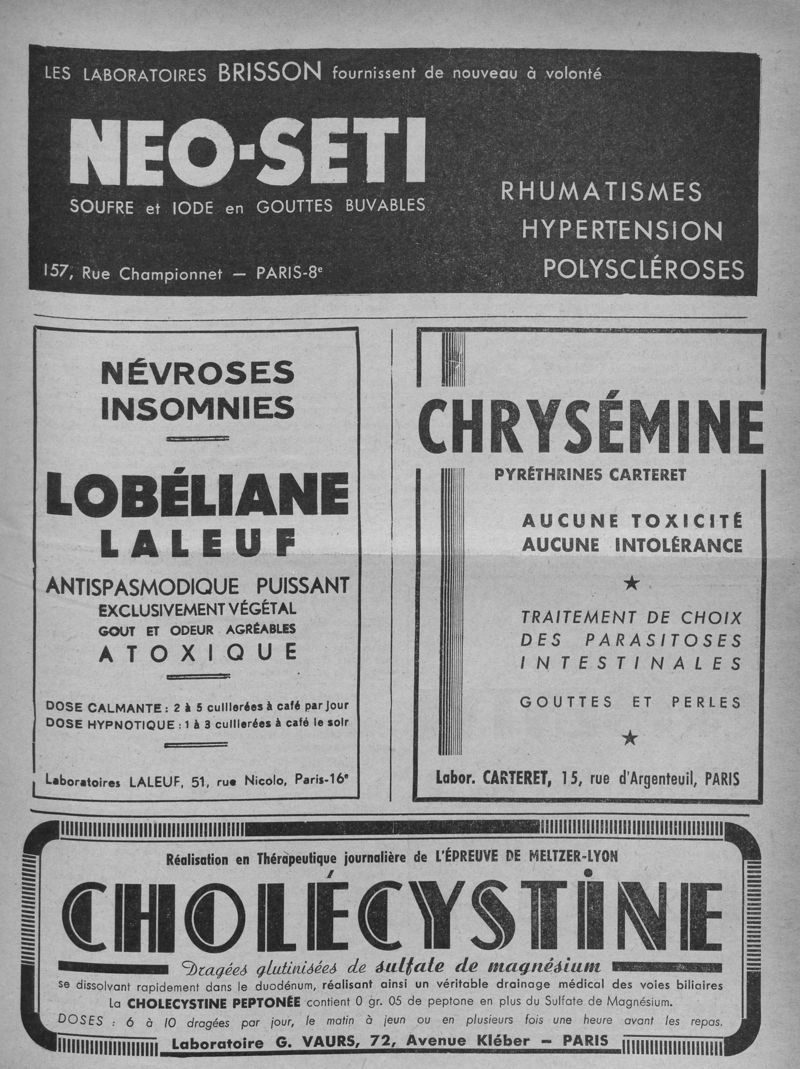 LES LABORATOIRES BRISSON fournissent de nouveau à volonté
NEO-SETI
SOUFRE et IODE en GOUTTES BUVABLES
RHUMATISMES
HYPERTENSION
POLYSCLÉROSES
157, Rue Championnet — PARIS-8e
NÉVROSES
INSOMNIES
LOBÉLIANE
LALEUF
ANTISPASMODIQUE PUISSANT
EXCLUSIVEMENT VÉGÉTAL
GOUT ET ODEUR AGRÉABLES
ATOXIQUE
DOSE CALMANTE : 2 à 5 cuillerées à café par jour
DOSE HYPNOTIQUE : 1 à 3 cuillerées à café le soir
Laboratoires LALEUF, 51, rue Nicolo, Paris-16e
CHRYSÉMINE
PYRÉTHRINES CARTERET
AUCUNE TOXICITÉ
AUCUNE INTOLÉRANCE
★
TRAITEMENT DE CHOIX
DES PARASITOSES
INTESTINALES
GOUTTES ET PERLES
★
Labor. CARTERET, 15, rue d'Argenteuil, PARIS
Réalisation en Thérapeutique journalière de L'ÉPREUVE DE MELTZER-LYON
CHOLÉCYSTINE
Dragées glutinisées de sulfate de magnésium
se dissolvant rapidement dans le duodénum, réalisant ainsi un véritable drainage médical des voies biliaires
La CHOLECYSTINE PEPTONÉE contient 0 gr. 05 de peptone en plus du Sulfate de Magnésium.
DOSES : 6 à 10 dragées par jour, le matin à jeun ou en plusieurs fois une heure avant les repas.
Laboratoire G. VAURS, 72, Avenue Kléber — PARIS